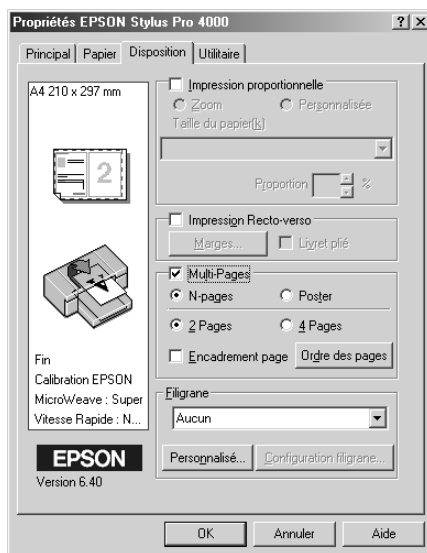 Propriétés EPSON Stylus Pro 4000
Principal Papier Disposition Utilitaire
A4 210 x 297 mm
2
Fin
Calibration EPSON
MicroWeave : Super
Vitesse Rapide : N...
EPSON
Version 6.40
Impression proportionnelle
Zoom Personnalisée
Taille du papier[k]
Proportion %
Impression Recto-verso
Marges... Livret plié
Multi-Pages
N-pages Poster
2 Pages 4 Pages
Encadrement page Ordre des pages
Filigrane
Aucun
Personnalisé... Configuration filigrane...
OK Annuler Aide